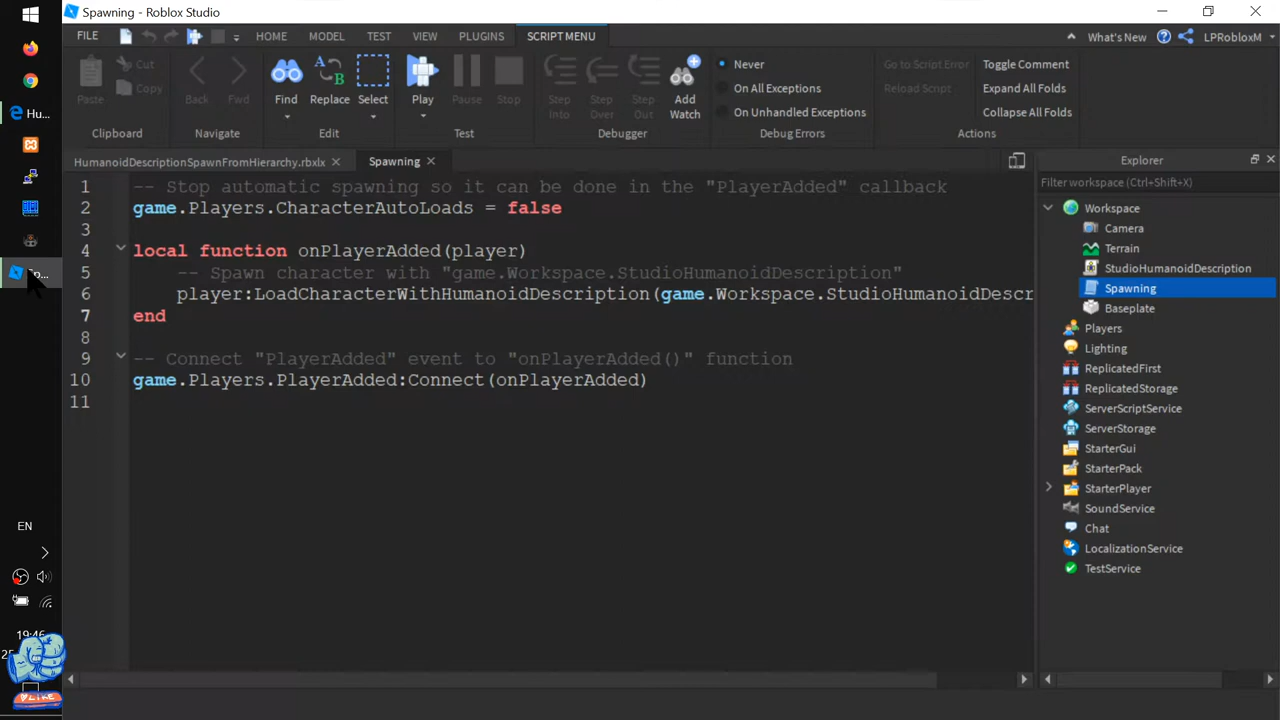 Spawning - Roblox Studio
FILE
HOME
MODEL
TEST
VIEW
PLUGINS
SCRIPT MENU
What's New
LPRobloxM
Paste
Cut
Copy
Clipboard
Back
Fwd
Navigate
Find
Replace
Select
Edit
Play
Pause
Stop
Test
Step Into
Step Over
Step Out
Add Watch
Debugger
Never
On All Exceptions
On Unhandled Exceptions
Debug Errors
Go to Script Error
Reload Script
Toggle Comment
Expand All Folds
Collapse All Folds
Actions
Hu...
HumanoidDescriptionSpawnFromHierarchy.rbxlx
Spawning
1 -- Stop automatic spawning so it can be done in the "PlayerAdded" callback
2 game.Players.CharacterAutoLoads = false
3
4 local function onPlayerAdded(player)
5 -- Spawn character with "game.Workspace.StudioHumanoidDescription"
6 player:LoadCharacterWithHumanoidDescription(game.Workspace.StudioHumanoidDescr
7 end
8
9 -- Connect "PlayerAdded" event to "onPlayerAdded()" function
10 game.Players.PlayerAdded:Connect(onPlayerAdded)
11
Explorer
Filter workspace (Ctrl+Shift+X)
Workspace
Camera
Terrain
StudioHumanoidDescription
Spawning
Baseplate
Players
Lighting
ReplicatedFirst
ReplicatedStorage
ServerScriptService
ServerStorage
StarterGui
StarterPack
StarterPlayer
SoundService
Chat
LocalizationService
TestService
EN
19:46
LIKE